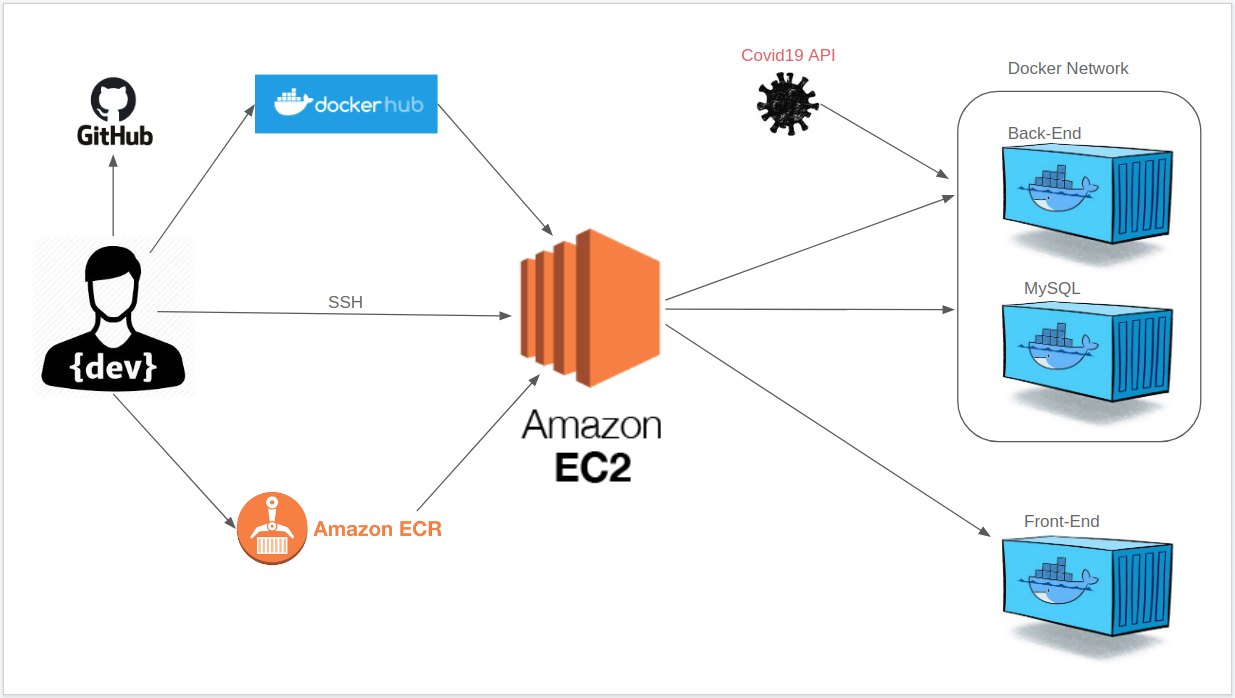 Covid19 API
Docker Network
GitHub
docker hub
Back-End
SSH
MySQL
{dev}
Amazon
EC2
Amazon ECR
Front-End